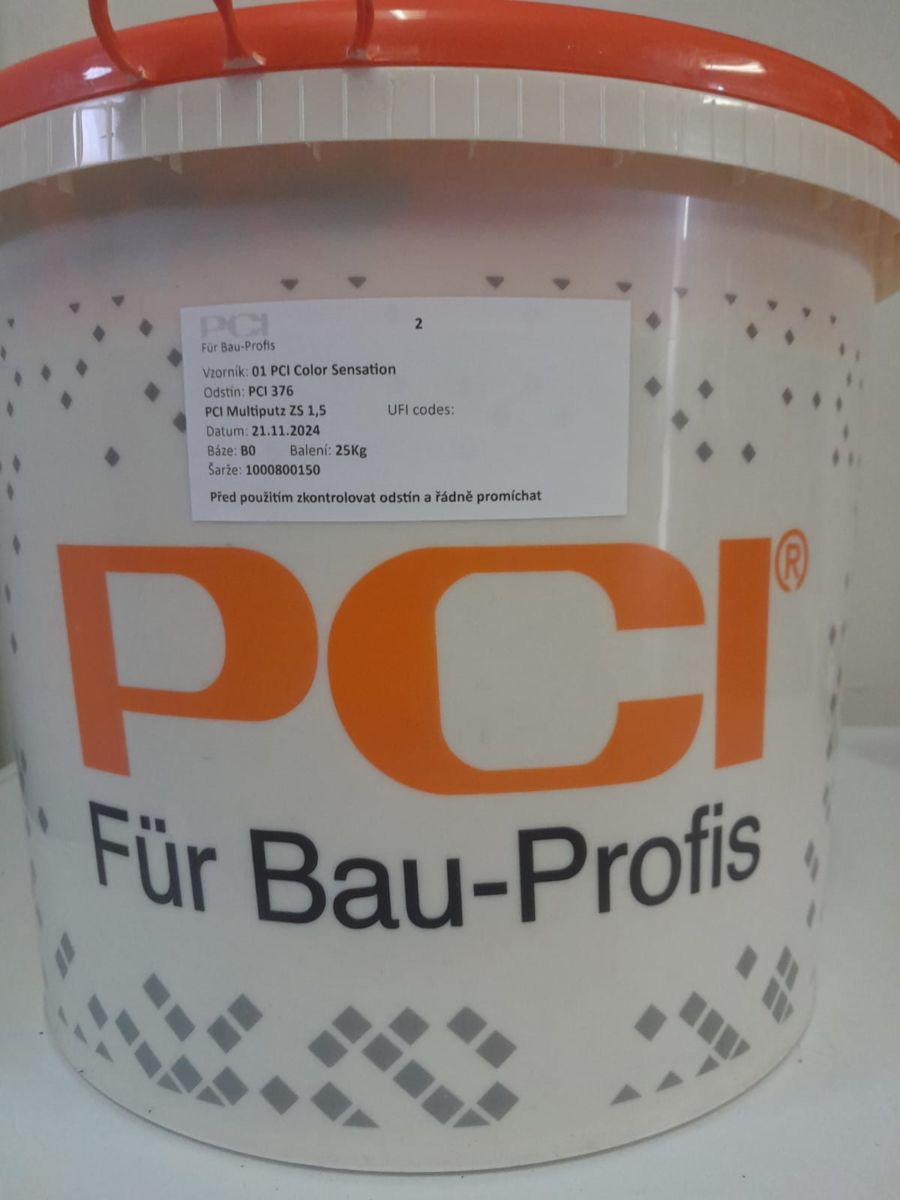 PCI
2
Für Bau-Profis
Vzorník: 01 PCI Color Sensation
Odstín: PCI 376
PCI Multiputz ZS 1,5 UFI codes:
Datum: 21.11.2024
Báze: B0 Balení: 25Kg
Šarže: 1000800150
Před použitím zkontrolovat odstín a řádně promíchat
PCI®
Für Bau-Profis